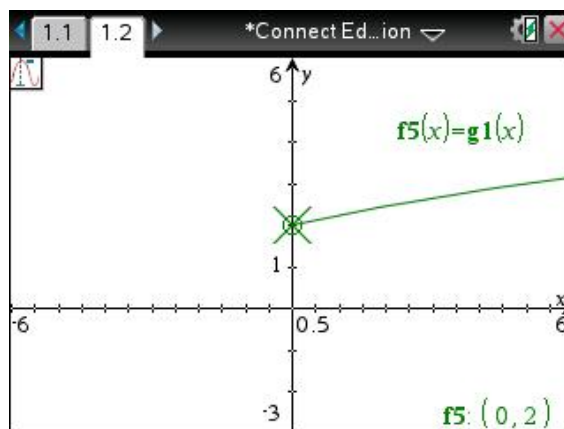 1.1 1.2 *Connect Ed...ion
6 y
f5(x)=g1(x)
1
x
-6 0.5 6
-3
f5: (0,2)